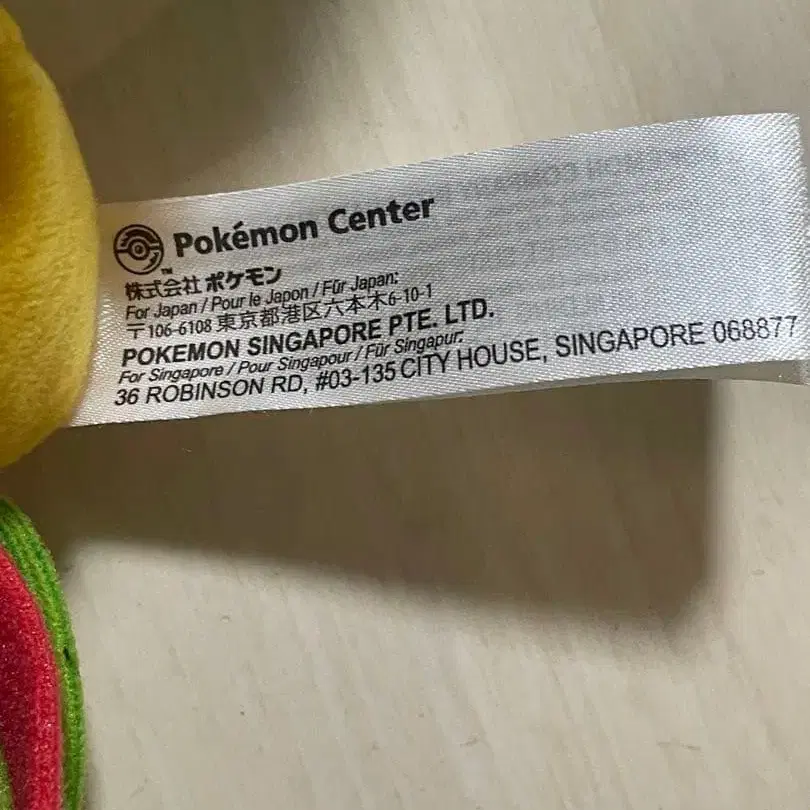 Pokémon Center
TM
株式会社 ポケモン
For Japan / Pour le Japon / Für Japan:
〒106-6108 東京都港区六本木6-10-1
POKEMON SINGAPORE PTE. LTD.
For Singapore / Pour Singapour / Für Singapur:
36 ROBINSON RD, #03-135 CITY HOUSE, SINGAPORE 068877